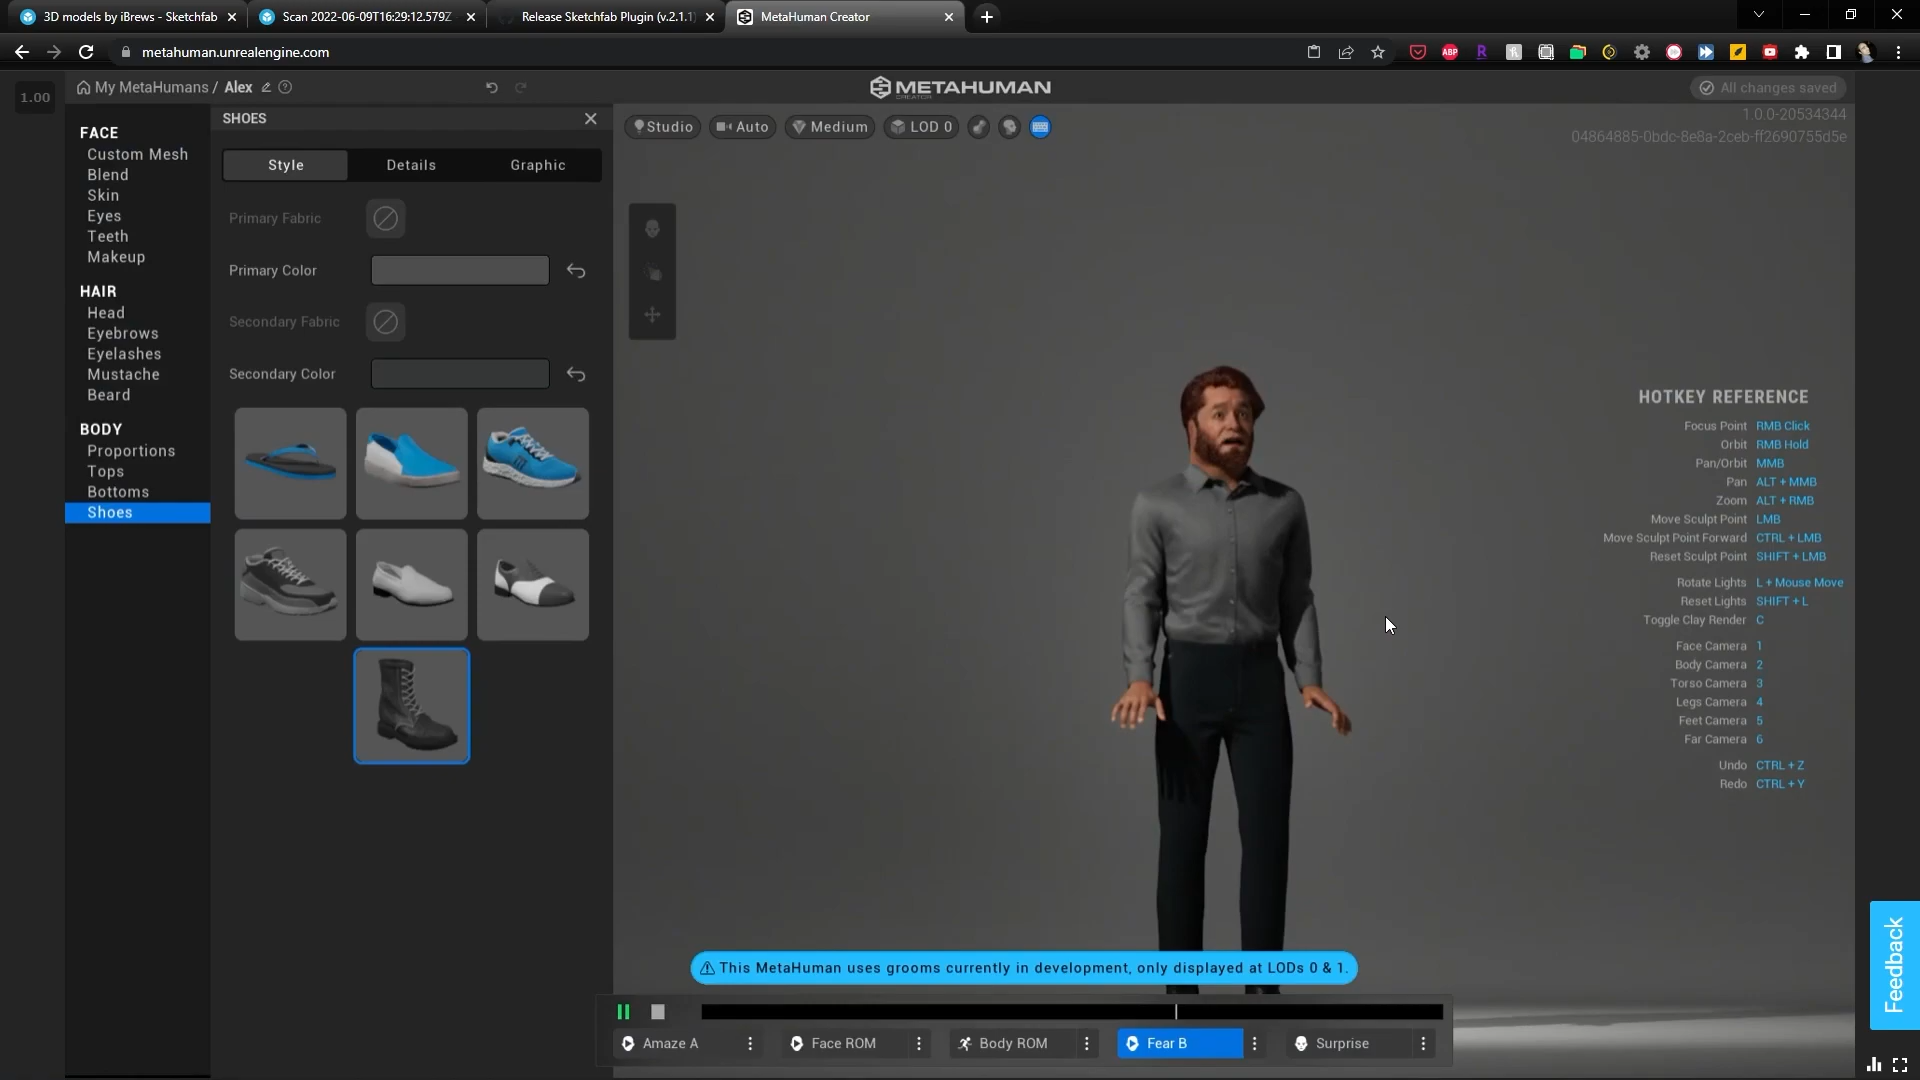 3D models by iBrews - Sketchfab
Scan 2022-06-09T16:29:12.579Z
Release Sketchfab Plugin (v.2.1.1)
MetaHuman Creator
metahuman.unrealengine.com
ABP
1.00
My MetaHumans / Alex
METAHUMAN
CREATOR
All changes saved
1.0.0-20534344
04864885-0bdc-8e8a-2ceb-ff2690755d5e
FACE
Custom Mesh
Blend
Skin
Eyes
Teeth
Makeup
HAIR
Head
Eyebrows
Eyelashes
Mustache
Beard
BODY
Proportions
Tops
Bottoms
Shoes
SHOES
Style
Details
Graphic
Primary Fabric
Primary Color
Secondary Fabric
Secondary Color
Studio
Auto
Medium
LOD 0
HOTKEY REFERENCE
Focus Point RMB Click
Orbit RMB Hold
Pan/Orbit MMB
Pan ALT + MMB
Zoom ALT + RMB
Move Sculpt Point LMB
Move Sculpt Point Forward CTRL + LMB
Reset Sculpt Point SHIFT + LMB
Rotate Lights L + Mouse Move
Reset Lights SHIFT + L
Toggle Clay Render C
Face Camera 1
Body Camera 2
Torso Camera 3
Legs Camera 4
Feet Camera 5
Far Camera 6
Undo CTRL + Z
Redo CTRL + Y
This MetaHuman uses grooms currently in development, only displayed at LODs 0 & 1.
Amaze A
Face ROM
Body ROM
Fear B
Surprise
Feedback